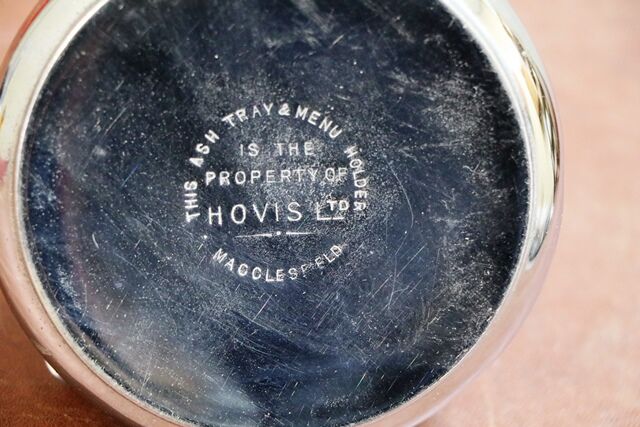 THIS ASH TRAY & MENU HOLDER
IS THE
PROPERTY OF
HOVIS LTD
MACCLESFIELD